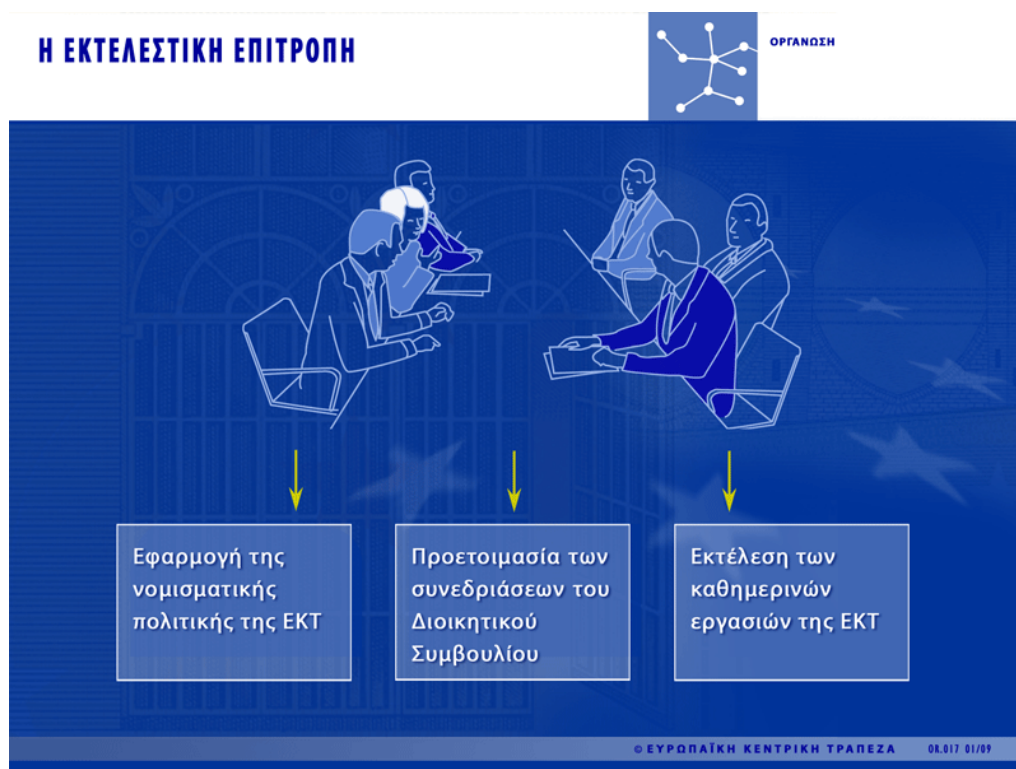 Η ΕΚΤΕΛΕΣΤΙΚΗ ΕΠΙΤΡΟΠΗ
ΟΡΓΑΝΩΣΗ
Εφαρμογή της
νομισματικής
πολιτικής της ΕΚΤ
Προετοιμασία των
συνεδριάσεων του
Διοικητικού
Συμβουλίου
Εκτέλεση των
καθημερινών
εργασιών της ΕΚΤ
© ΕΥΡΩΠΑΪΚΗ ΚΕΝΤΡΙΚΗ ΤΡΑΠΕΖΑ OR.017 01/09